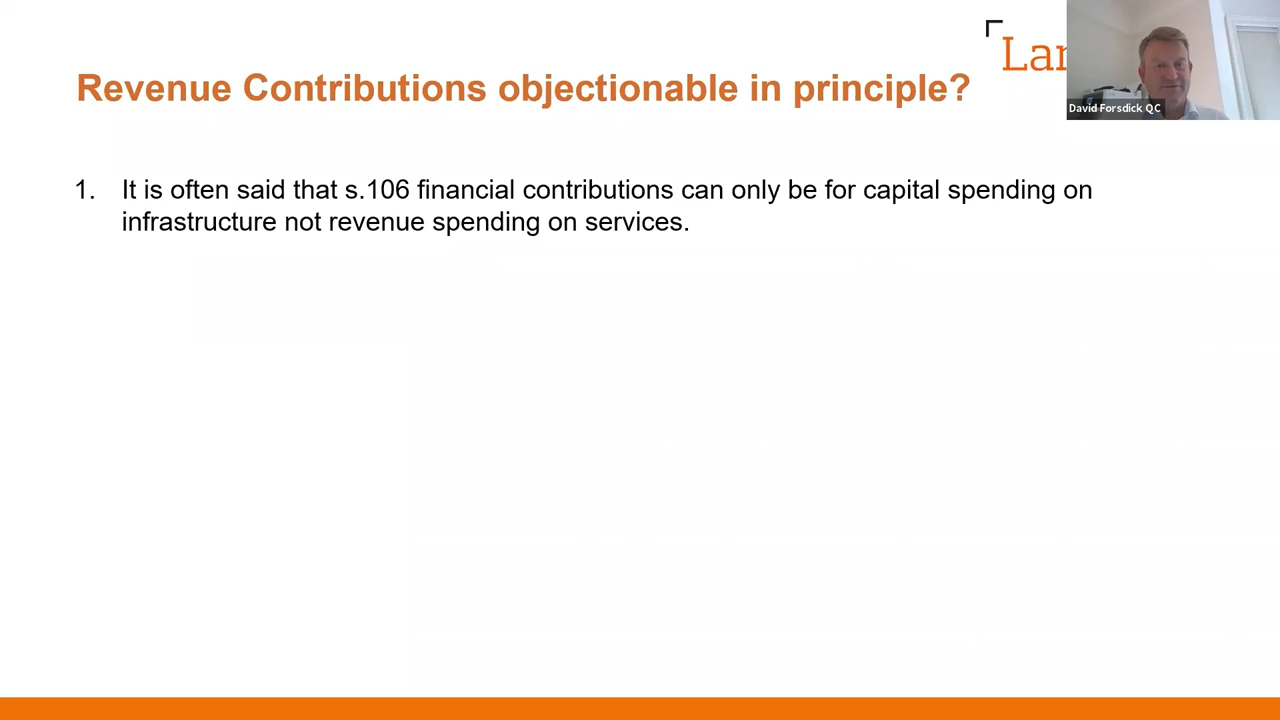 Revenue Contributions objectionable in principle?
Lar
David Forsdick QC
1. It is often said that s.106 financial contributions can only be for capital spending on
infrastructure not revenue spending on services.